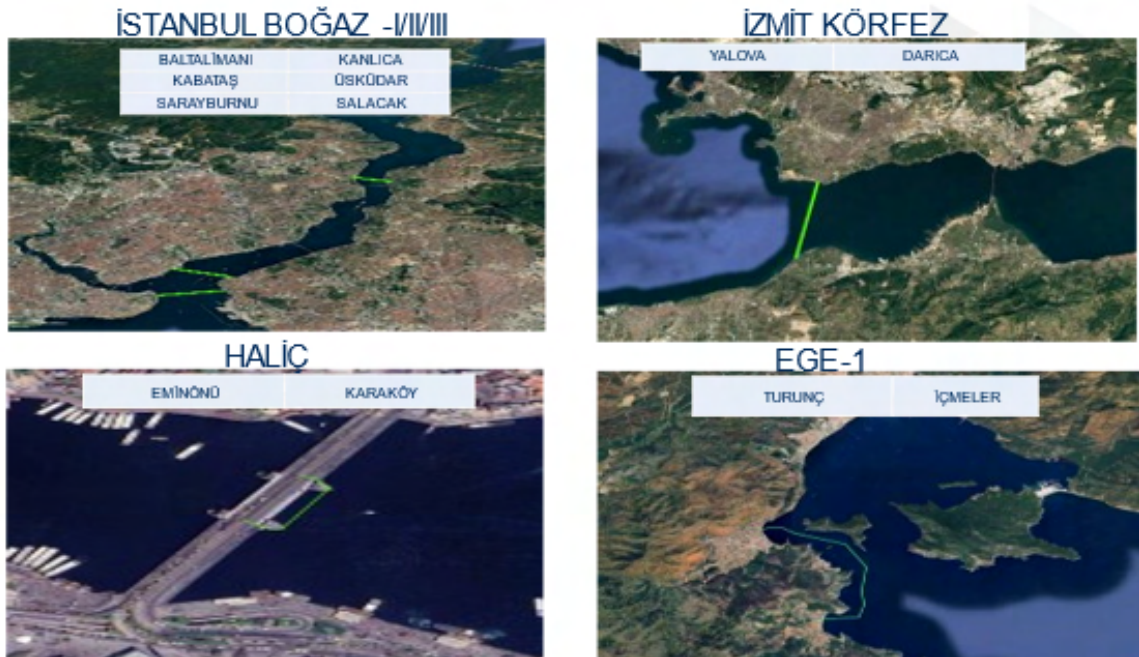 İSTANBUL BOĞAZ -I/II/III
BALTALİMANI KANLICA
KABATAŞ ÜSKÜDAR
SARAYBURNU SALACAK
İZMİT KÖRFEZ
YALOVA DARICA
HALİÇ
EMİNÖNÜ KARAKÖY
EGE-1
TURUNÇ İÇMELER